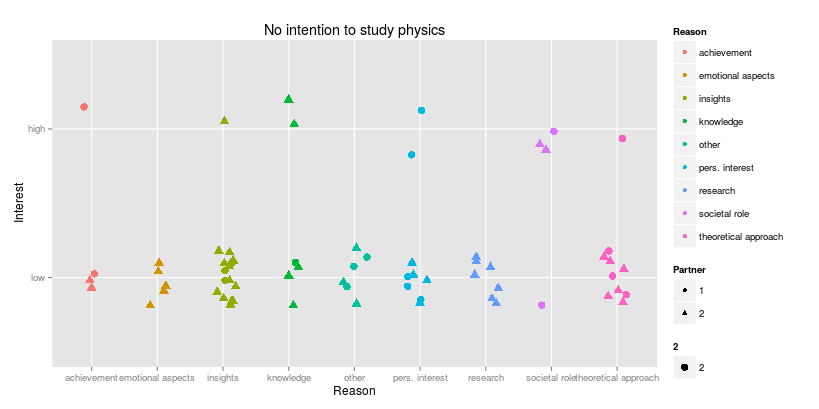 No intention to study physics
Interest
high
low
achievement emotional aspects insights knowledge other pers. interest research societal role theoretical approach
Reason
Reason
achievement
emotional aspects
insights
knowledge
other
pers. interest
research
societal role
theoretical approach
Partner
1
2
2
2